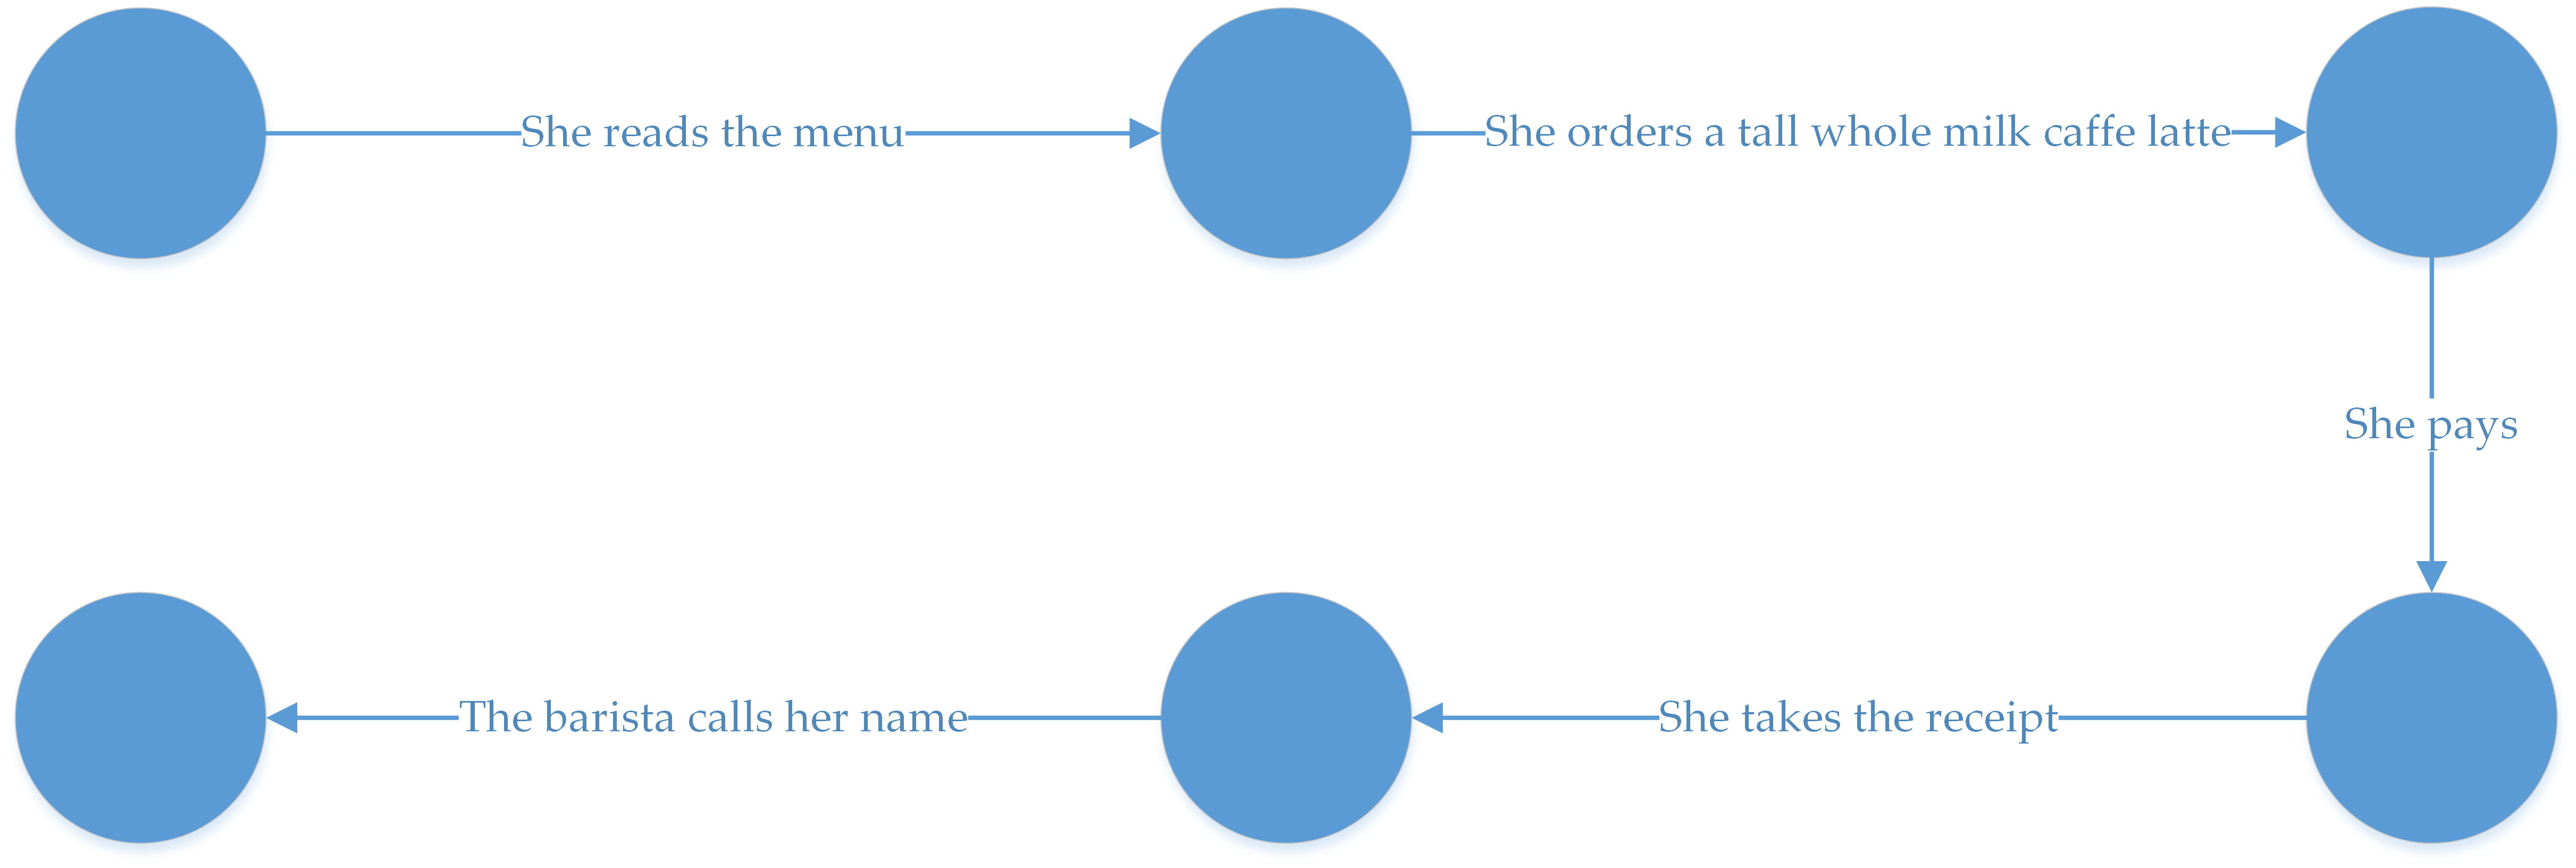 She reads the menu
She orders a tall whole milk caffe latte
She pays
She takes the receipt
The barista calls her name